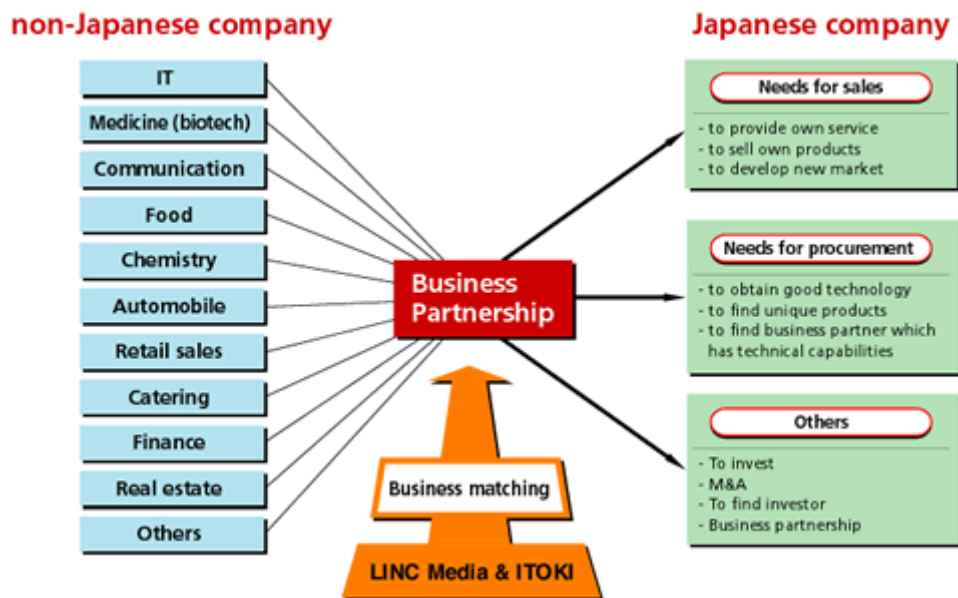 non-Japanese company
IT
Medicine (biotech)
Communication
Food
Chemistry
Automobile
Retail sales
Catering
Finance
Real estate
Others
Business
Partnership
Business matching
LINC Media & ITOKI
Japanese company
Needs for sales
- to provide own service
- to sell own products
- to develop new market
Needs for procurement
- to obtain good technology
- to find unique products
- to find business partner which
has technical capabilities
Others
- To invest
- M&A
- To find investor
- Business partnership